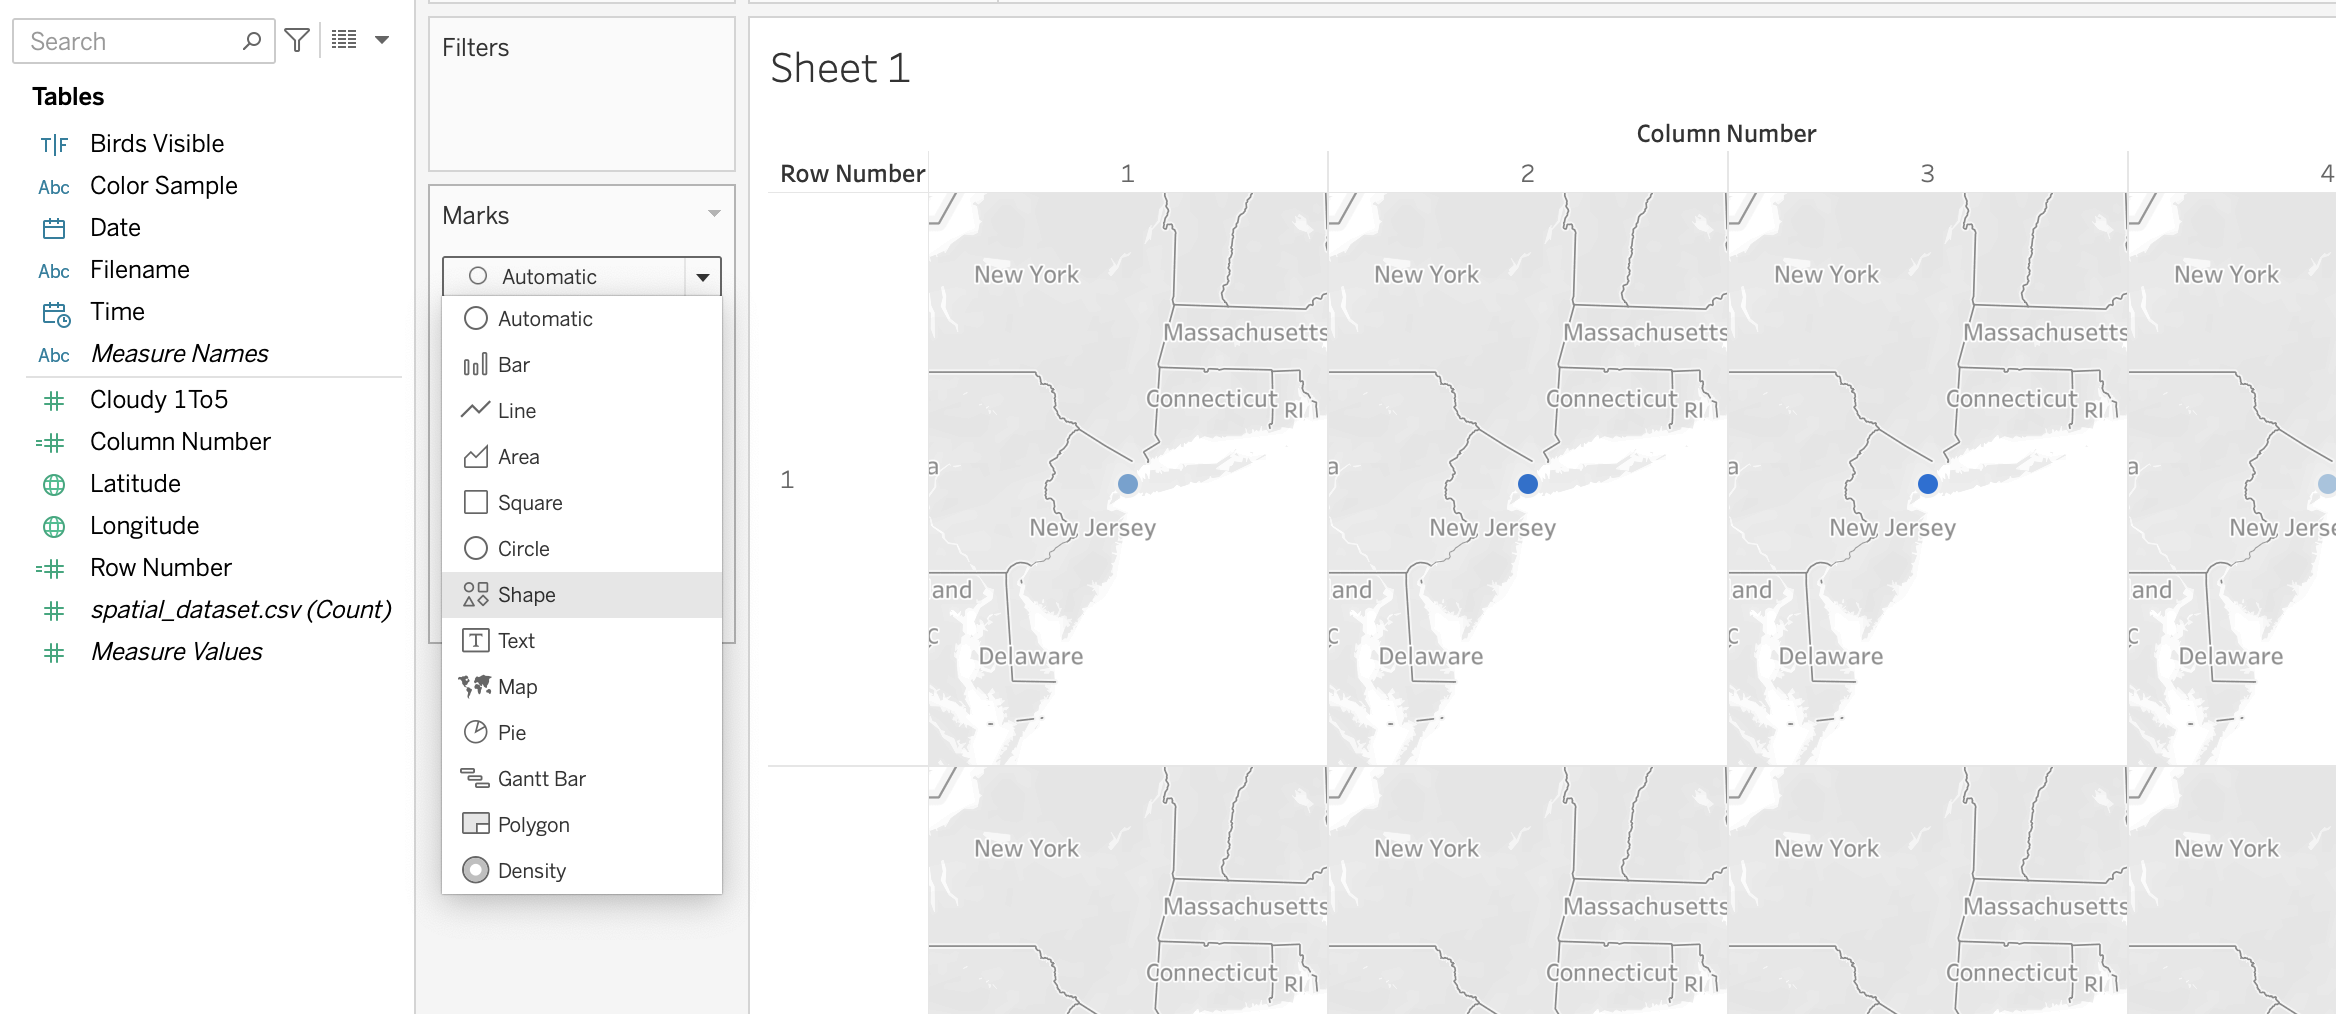 Search
Tables
T|F Birds Visible
Abc Color Sample
Date
Abc Filename
Time
Abc Measure Names
Cloudy 1To5
Column Number
Latitude
Longitude
Row Number
spatial_dataset.csv (Count)
Measure Values
Filters
Marks
Automatic
Automatic
Bar
Line
Area
Square
Circle
Shape
Text
Map
Pie
Gantt Bar
Polygon
Density
Sheet 1
Column Number
Row Number 1 2 3 4
New York New York New York New York
Massachusetts Massachusetts Massachusetts
Connecticut RI Connecticut RI Connecticut RI
a a a a
1
New Jersey New Jersey New Jersey New Jerse
and and and and
C C C C
Delaware Delaware Delaware Delaware
New York New York New York New York
Massachusetts Massachusetts Massachusetts
Connecticut RI Connecticut RI Connecticut RI